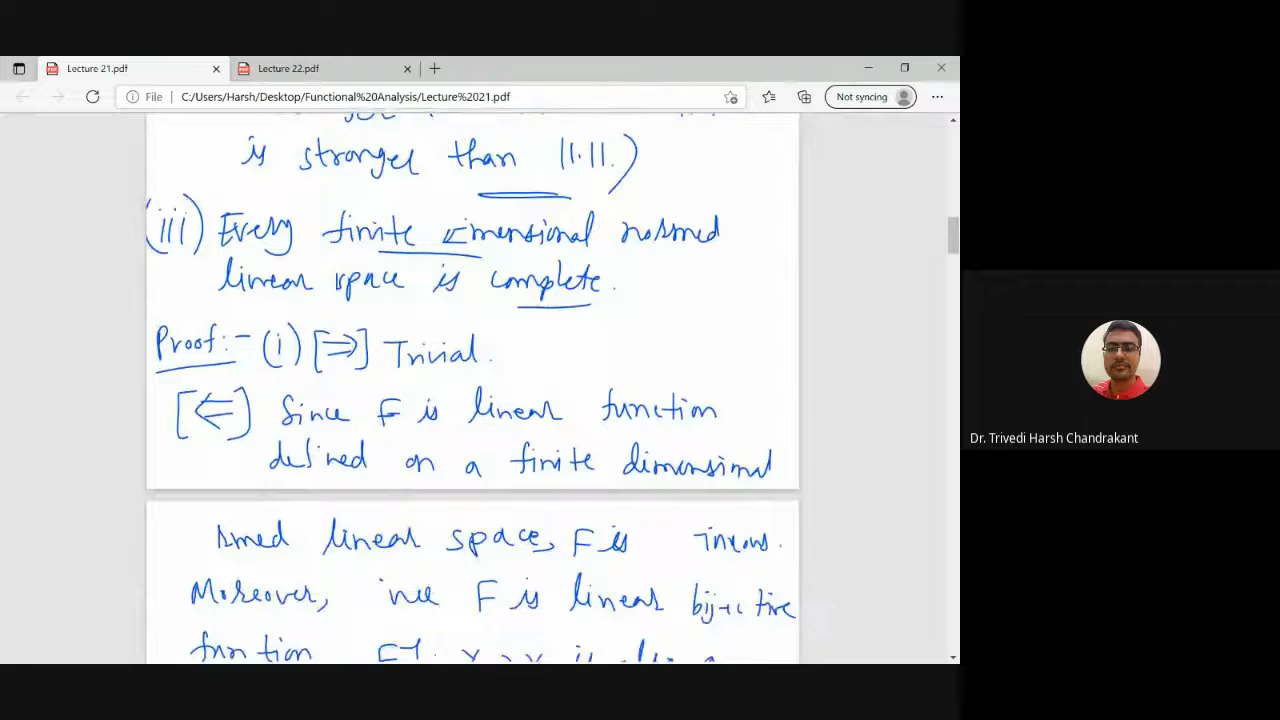 Lecture 21.pdf
Lecture 22.pdf
File
C:/Users/Harsh/Desktop/Functional%20Analysis/Lecture%2021.pdf
Not syncing
is stronger than ||·||.)
(iii) Every finite dimensional normed
linear space is complete.
Proof:- (i) [⇒] Trivial.
[⇐] Since F is linear function
defined on a finite dimensional
linear space, F is
Moreover, F is linear bijective
function
Dr. Trivedi Harsh Chandrakant